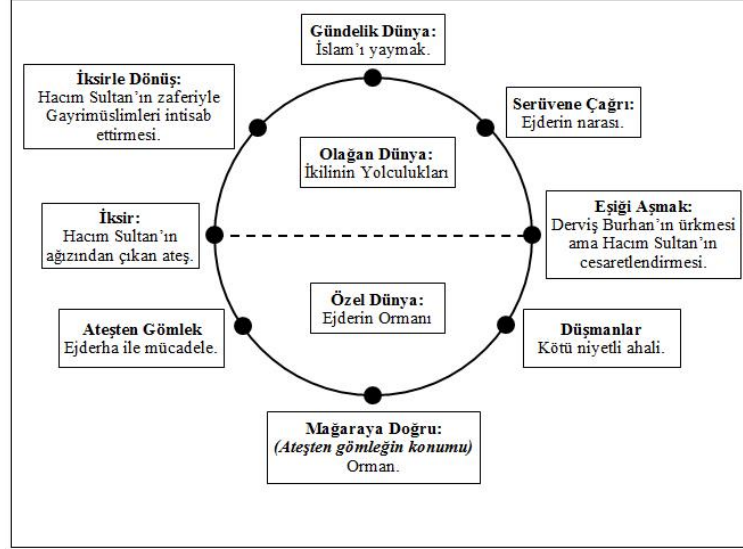 Gündelik Dünya:
İslam'ı yaymak.
İksirle Dönüş:
Hacım Sultan'ın zaferiyle
Gayrimüslimleri intisab
ettirmesi.
Serüvene Çağrı:
Ejderin narası.
Olağan Dünya:
İkilinin Yolculukları
İksir:
Hacım Sultan'ın
ağızından çıkan ateş.
Eşiği Aşmak:
Derviş Burhan'ın ürkmesi
ama Hacım Sultan'ın
cesaretlendirmesi.
Özel Dünya:
Ejderin Ormanı
Ateşten Gömlek
Ejderha ile mücadele.
Düşmanlar
Kötü niyetli ahali.
Mağaraya Doğru:
(Ateşten gömleğin konumu)
Orman.